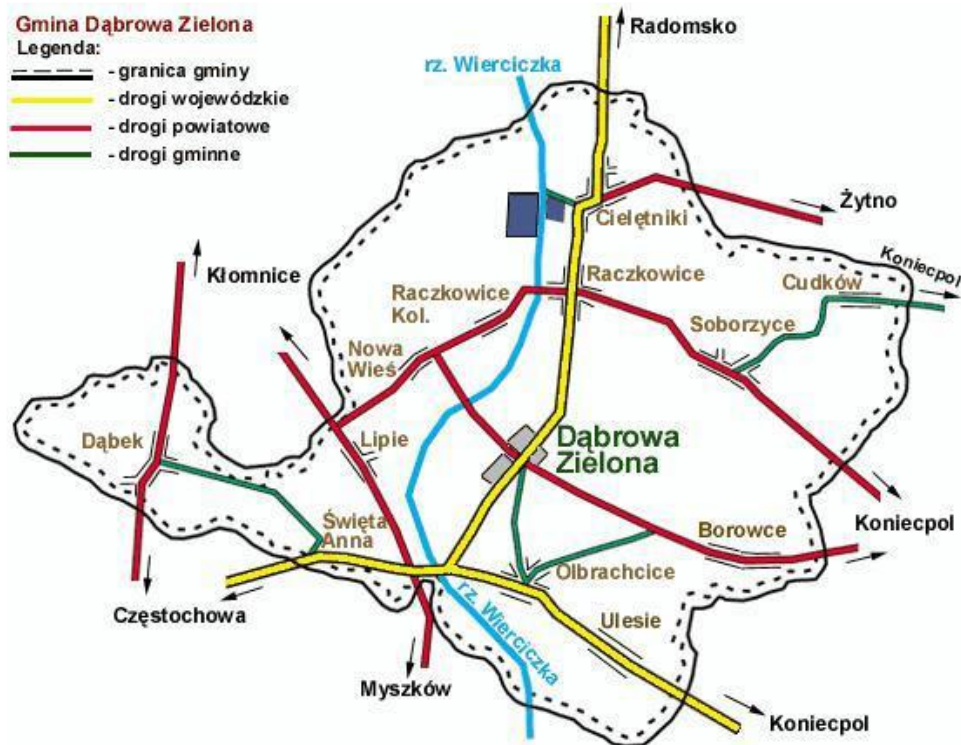 Gmina Dąbrowa Zielona
Legenda:
- granica gminy
- drogi wojewódzkie
- drogi powiatowe
- drogi gminne
Radomsko
rz. Wierciczka
Cielętniki
Żytno
Kłomnice
Raczkowice
Kol.
Raczkowice
Cudków
Koniecpol
Soborzyce
Nowa
Wieś
Dąbek
Lipie
Dąbrowa
Zielona
Święta
Anna
Borowce
Koniecpol
Olbrachcice
Częstochowa
rz. Wierciczka
Ulesie
Myszków
Koniecpol